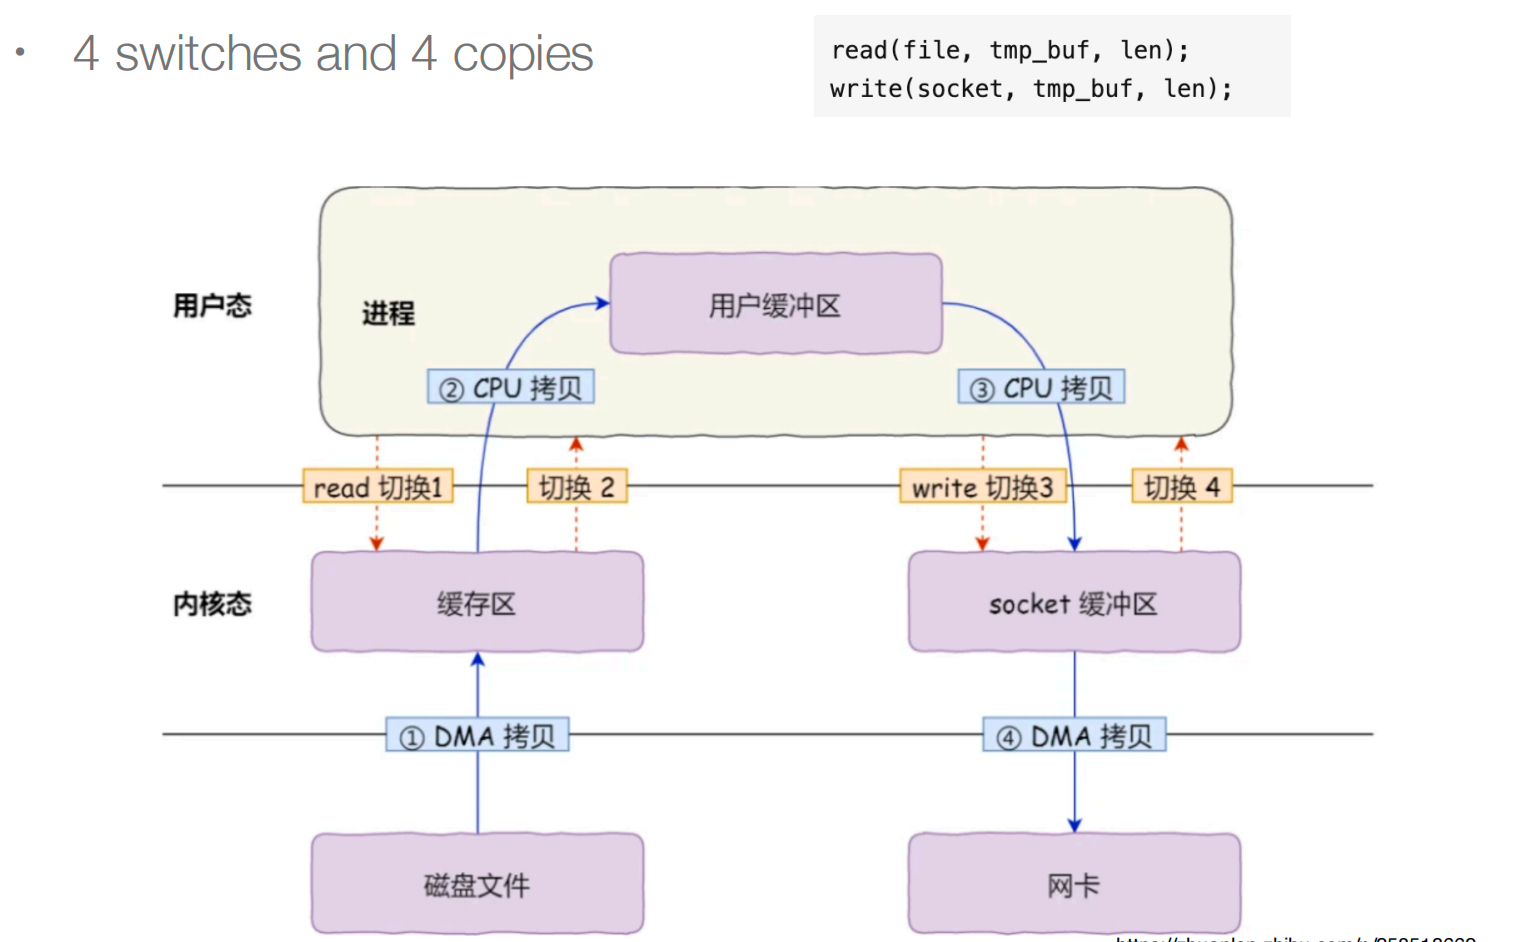 • 4 switches and 4 copies
read(file, tmp_buf, len);
write(socket, tmp_buf, len);
用户态
进程
用户缓冲区
② CPU 拷贝
③ CPU 拷贝
read 切换1
切换 2
write 切换3
切换 4
内核态
缓存区
socket 缓冲区
① DMA 拷贝
④ DMA 拷贝
磁盘文件
网卡